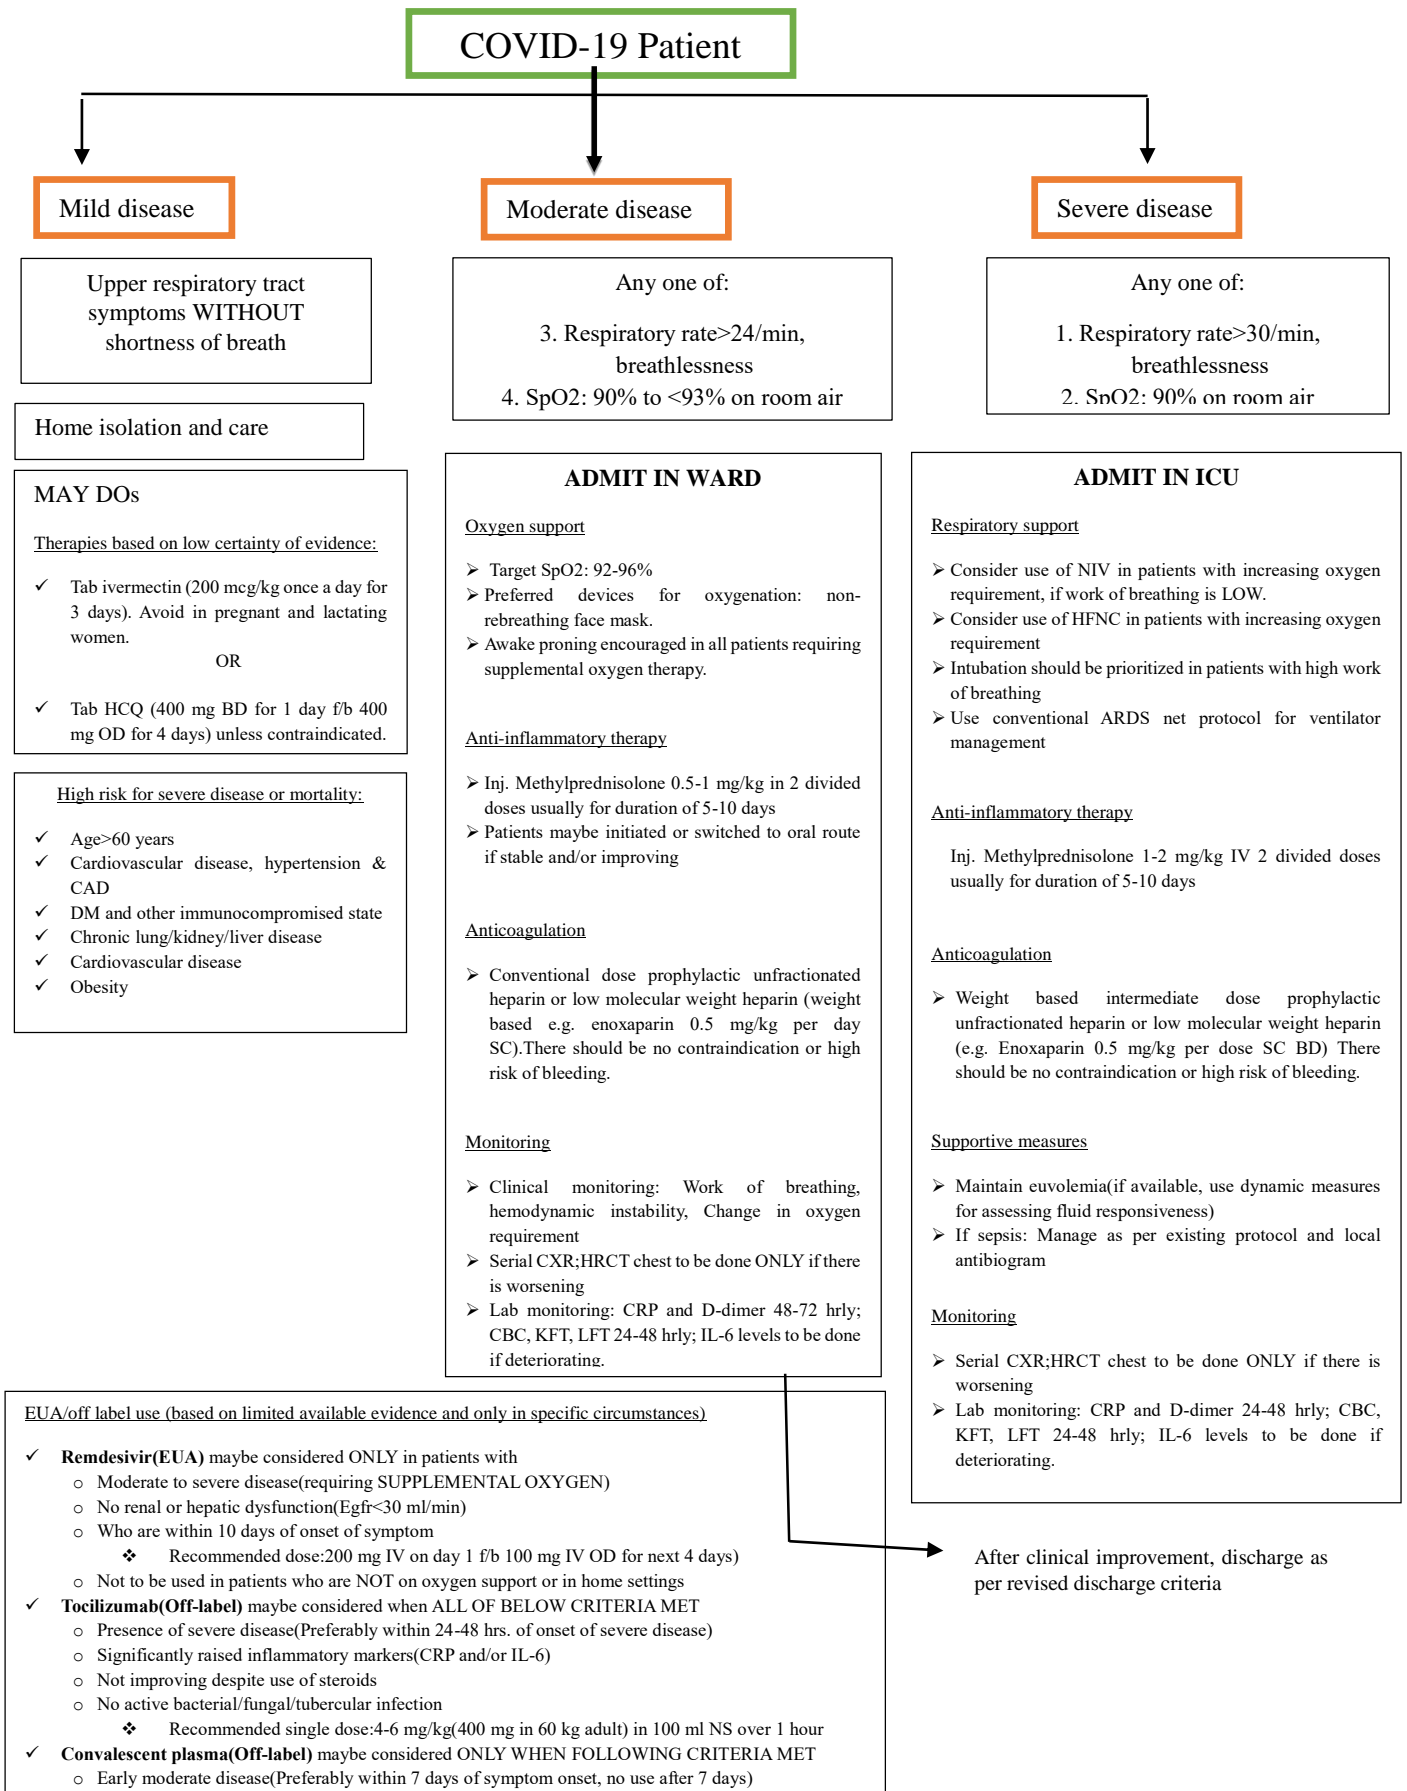 COVID-19 Patient
Mild disease
Upper respiratory tract
symptoms WITHOUT
shortness of breath
Home isolation and care
MAY DOs
Therapies based on low certainty of evidence:
✓ Tab ivermectin (200 mcg/kg once a day for
3 days). Avoid in pregnant and lactating
women.
OR
✓ Tab HCQ (400 mg BD for 1 day f/b 400
mg OD for 4 days) unless contraindicated.
High risk for severe disease or mortality:
✓ Age>60 years
✓ Cardiovascular disease, hypertension &
CAD
✓ DM and other immunocompromised state
✓ Chronic lung/kidney/liver disease
✓ Cardiovascular disease
✓ Obesity
Moderate disease
Any one of:
3. Respiratory rate>24/min,
breathlessness
4. SpO2: 90% to <93% on room air
ADMIT IN WARD
Oxygen support
➢ Target SpO2: 92-96%
➢ Preferred devices for oxygenation: non-
rebreathing face mask.
➢ Awake proning encouraged in all patients requiring
supplemental oxygen therapy.
Anti-inflammatory therapy
➢ Inj. Methylprednisolone 0.5-1 mg/kg in 2 divided
doses usually for duration of 5-10 days
➢ Patients maybe initiated or switched to oral route
if stable and/or improving
Anticoagulation
➢ Conventional dose prophylactic unfractionated
heparin or low molecular weight heparin (weight
based e.g. enoxaparin 0.5 mg/kg per day
SC).There should be no contraindication or high
risk of bleeding.
Monitoring
➢ Clinical monitoring: Work of breathing,
hemodynamic instability, Change in oxygen
requirement
➢ Serial CXR;HRCT chest to be done ONLY if there
is worsening
➢ Lab monitoring: CRP and D-dimer 48-72 hrly;
CBC, KFT, LFT 24-48 hrly; IL-6 levels to be done
if deteriorating.
Severe disease
Any one of:
1. Respiratory rate>30/min,
breathlessness
2. SpO2: 90% on room air
ADMIT IN ICU
Respiratory support
➢ Consider use of NIV in patients with increasing oxygen
requirement, if work of breathing is LOW.
➢ Consider use of HFNC in patients with increasing oxygen
requirement
➢ Intubation should be prioritized in patients with high work
of breathing
➢ Use conventional ARDS net protocol for ventilator
management
Anti-inflammatory therapy
Inj. Methylprednisolone 1-2 mg/kg IV 2 divided doses
usually for duration of 5-10 days
Anticoagulation
➢ Weight based intermediate dose prophylactic
unfractionated heparin or low molecular weight heparin
(e.g. Enoxaparin 0.5 mg/kg per dose SC BD) There
should be no contraindication or high risk of bleeding.
Supportive measures
➢ Maintain euvolemia(if available, use dynamic measures
for assessing fluid responsiveness)
➢ If sepsis: Manage as per existing protocol and local
antibiogram
Monitoring
➢ Serial CXR;HRCT chest to be done ONLY if there is
worsening
➢ Lab monitoring: CRP and D-dimer 24-48 hrly; CBC,
KFT, LFT 24-48 hrly; IL-6 levels to be done if
deteriorating.
EUA/off label use (based on limited available evidence and only in specific circumstances)
✓ Remdesivir(EUA) maybe considered ONLY in patients with
o Moderate to severe disease(requiring SUPPLEMENTAL OXYGEN)
o No renal or hepatic dysfunction(Egfr<30 ml/min)
o Who are within 10 days of onset of symptom
❖ Recommended dose:200 mg IV on day 1 f/b 100 mg IV OD for next 4 days)
o Not to be used in patients who are NOT on oxygen support or in home settings
✓ Tocilizumab(Off-label) maybe considered when ALL OF BELOW CRITERIA MET
o Presence of severe disease(Preferably within 24-48 hrs. of onset of severe disease)
o Significantly raised inflammatory markers(CRP and/or IL-6)
o Not improving despite use of steroids
o No active bacterial/fungal/tubercular infection
❖ Recommended single dose:4-6 mg/kg(400 mg in 60 kg adult) in 100 ml NS over 1 hour
✓ Convalescent plasma(Off-label) maybe considered ONLY WHEN FOLLOWING CRITERIA MET
o Early moderate disease(Preferably within 7 days of symptom onset, no use after 7 days)
After clinical improvement, discharge as
per revised discharge criteria